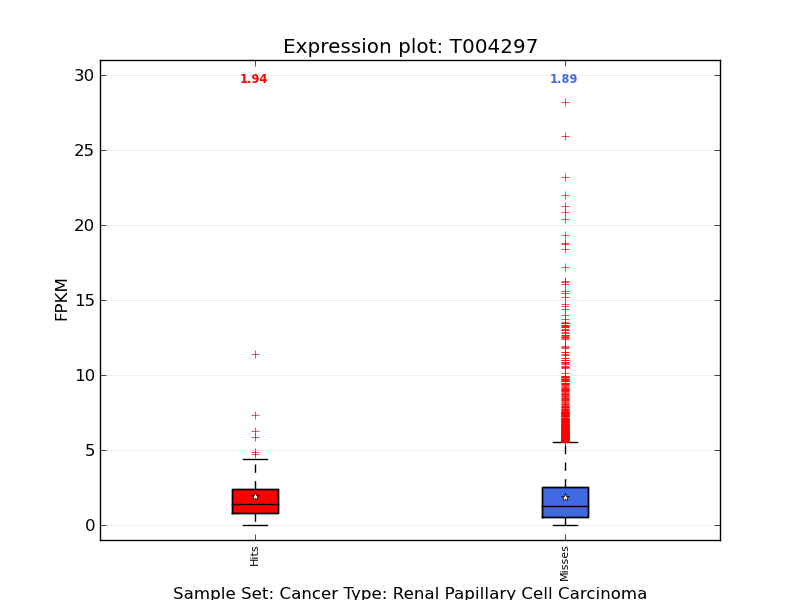 Expression plot: T004297
1.94
1.89
30
25
20
15
10
5
0
FPKM
Hits
Misses
Sample Set: Cancer Type: Renal Papillary Cell Carcinoma